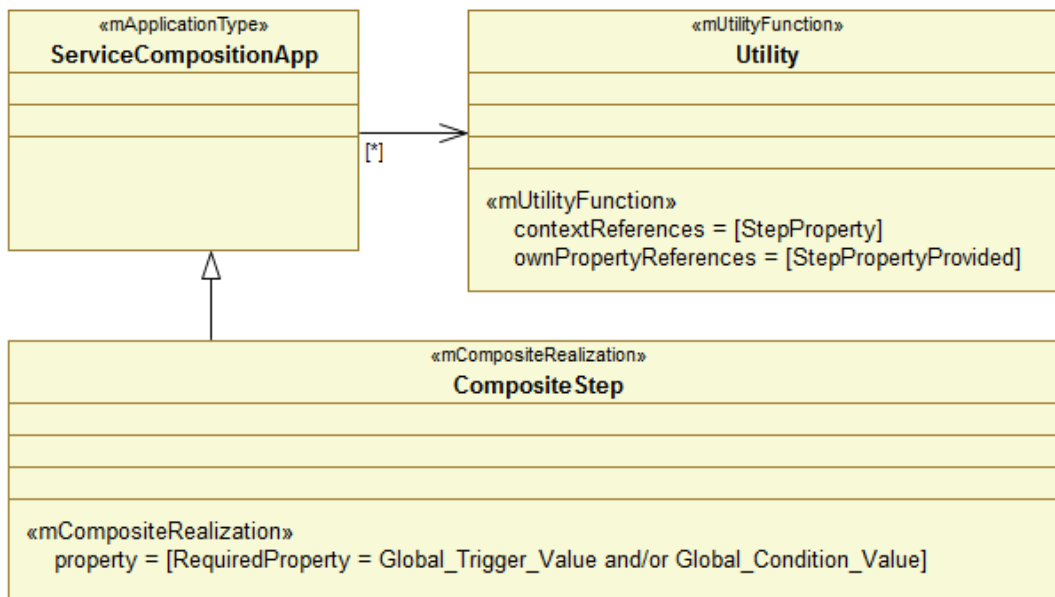 «mApplicationType»
ServiceCompositionApp
«mUtilityFunction»
Utility
[*]
«mUtilityFunction»
contextReferences = [StepProperty]
ownPropertyReferences = [StepPropertyProvided]
«mCompositeRealization»
CompositeStep
«mCompositeRealization»
property = [RequiredProperty = Global_Trigger_Value and/or Global_Condition_Value]